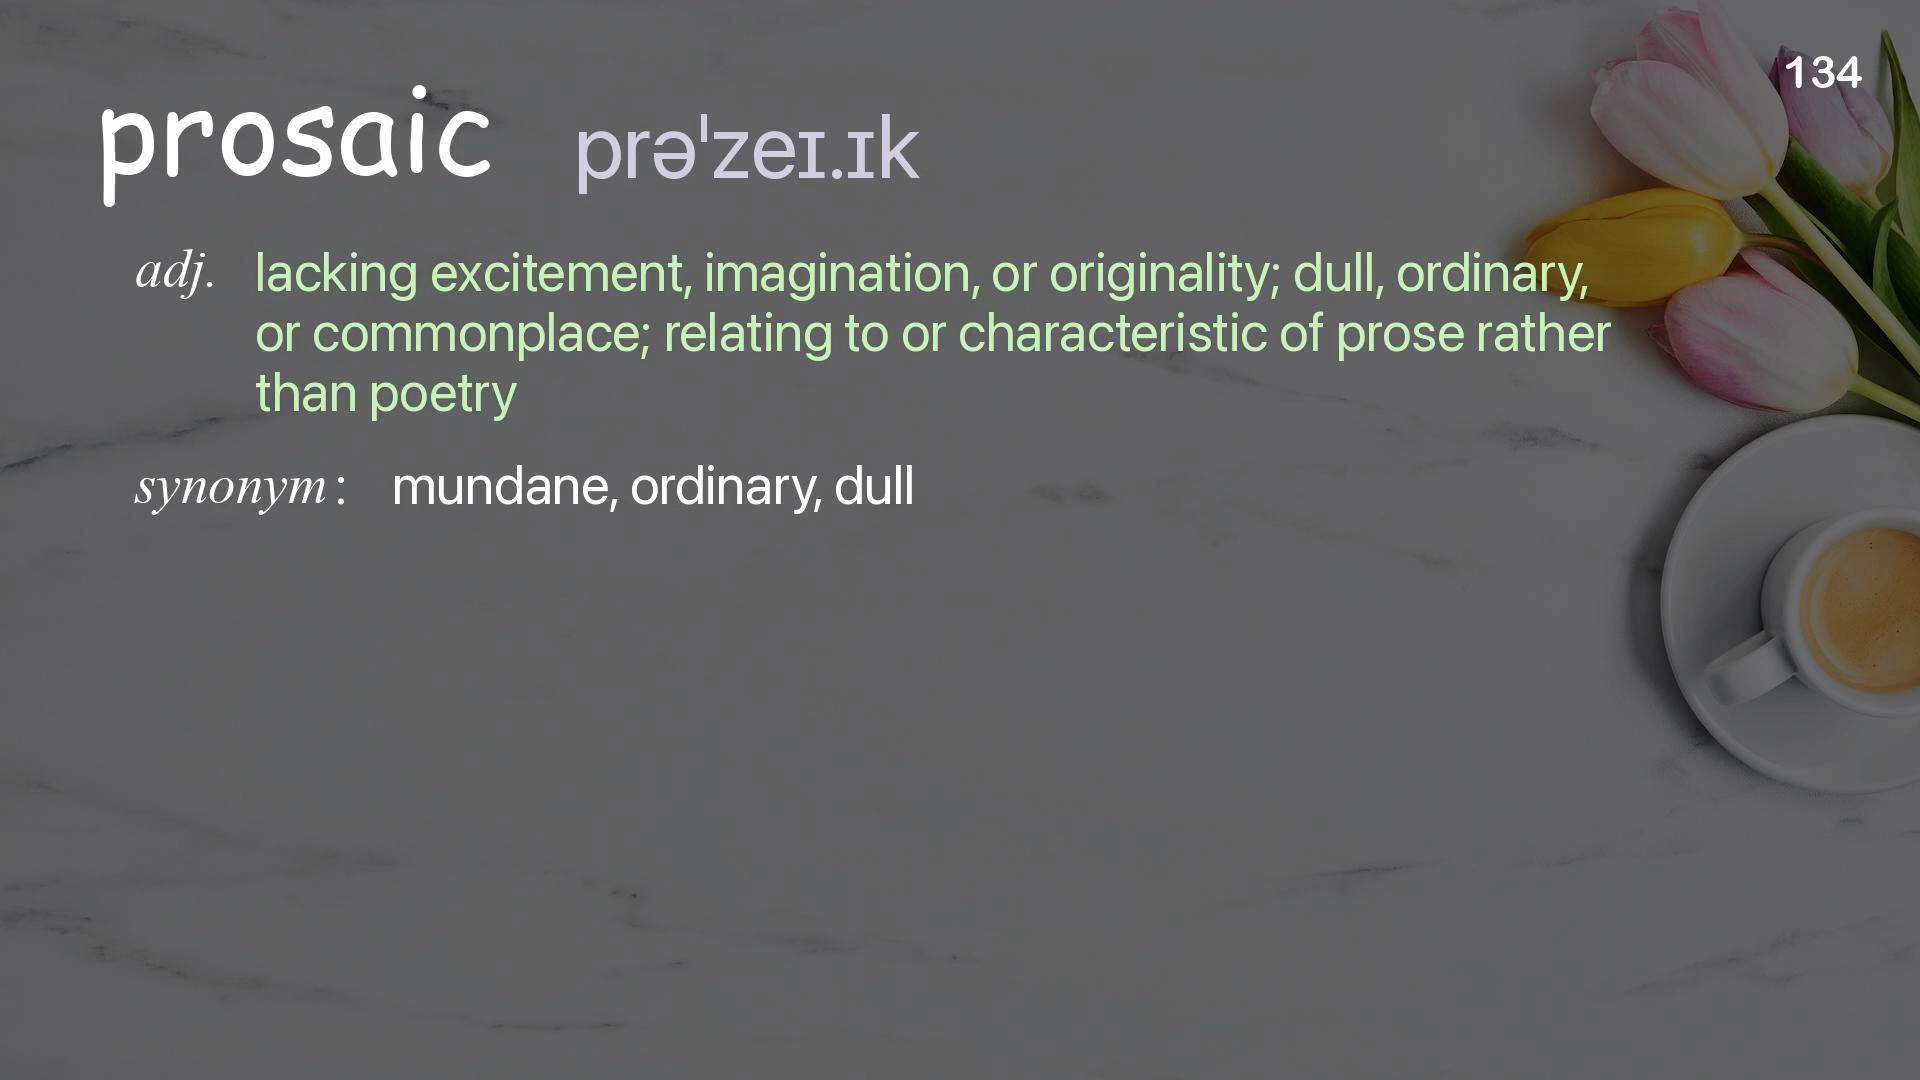 134
prosaic prəˈzeɪ.ɪk
adj. lacking excitement, imagination, or originality; dull, ordinary,
or commonplace; relating to or characteristic of prose rather
than poetry
synonym: mundane, ordinary, dull